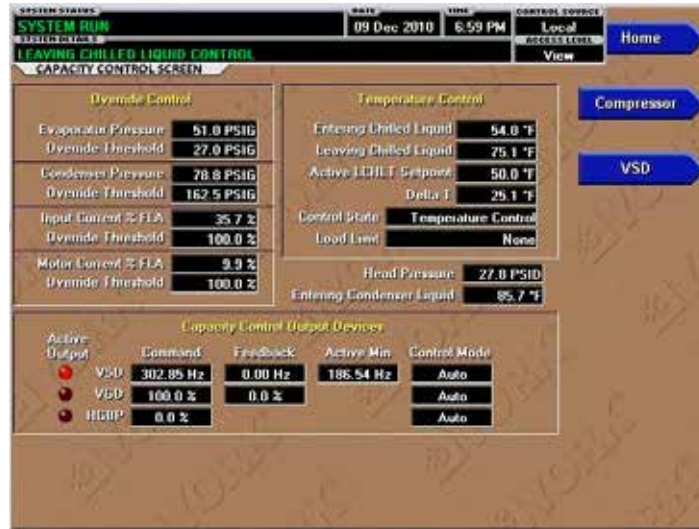 SYSTEM STATUS
SYSTEM RUN
DATE
09 Dec 2010
TIME
6:59 PM
CONTROL SOURCE
Local
SYSTEM DETAILS
LEAVING CHILLED LIQUID CONTROL
ACCESS LEVEL
View
Home
CAPACITY CONTROL SCREEN
Override Control
Evaporator Pressure 51.0 PSIG
Override Threshold 27.0 PSIG
Condenser Pressure 78.8 PSIG
Override Threshold 162.5 PSIG
Input Current % FLA 35.7 %
Override Threshold 100.0 %
Motor Current % FLA 9.9 %
Override Threshold 100.0 %
Temperature Control
Entering Chilled Liquid 54.0 °F
Leaving Chilled Liquid 75.1 °F
Active LCHLT Setpoint 50.0 °F
Delta T 25.1 °F
Control State Temperature Control
Load Limit None
Head Pressure 27.8 PSID
Entering Condenser Liquid 85.7 °F
Compressor
VSD
Capacity Control Output Devices
Active Output Command Feedback Active Min Control Mode
VSD 302.85 Hz 0.00 Hz 186.54 Hz Auto
VGD 100.0 % 0.0 % Auto
HGBP 0.0 % Auto
YORK